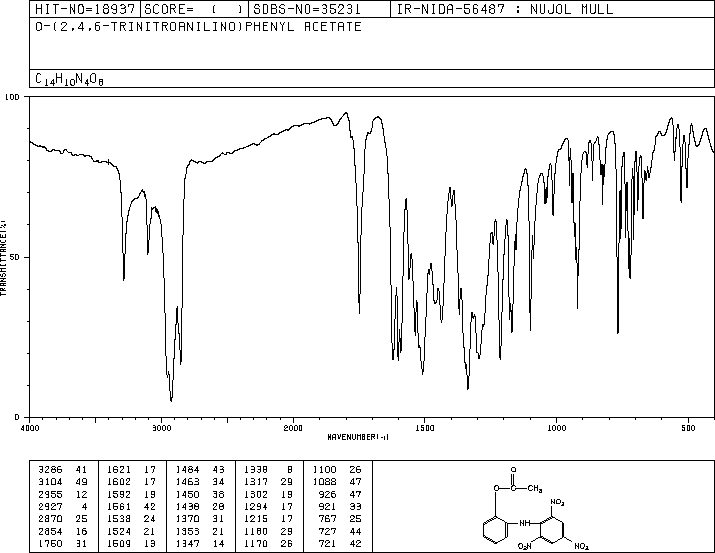 HIT-NO=18937 SCORE= ( ) SDBS-NO=35231 IR-NIDA-56487 : NUJOL MULL
O-(2,4,6-TRINITROANILINO)PHENYL ACETATE
C14H10N4O8
100
50
0
TRANSMITTANCE(%)
4000 3000 2000 1500 1000 500
WAVENUMBER(-1)
3286 41 1621 17 1484 43 1338 8 1100 26
3104 49 1602 17 1463 34 1317 29 1088 47
2955 12 1592 19 1450 38 1302 19 926 47
2927 4 1561 42 1438 28 1294 17 921 33
2870 25 1538 24 1370 31 1215 17 767 25
2854 16 1524 21 1353 21 1180 29 727 44
1750 31 1509 13 1347 14 1170 26 721 42
O
O-C-CH3
NO2
NH
O2N NO2